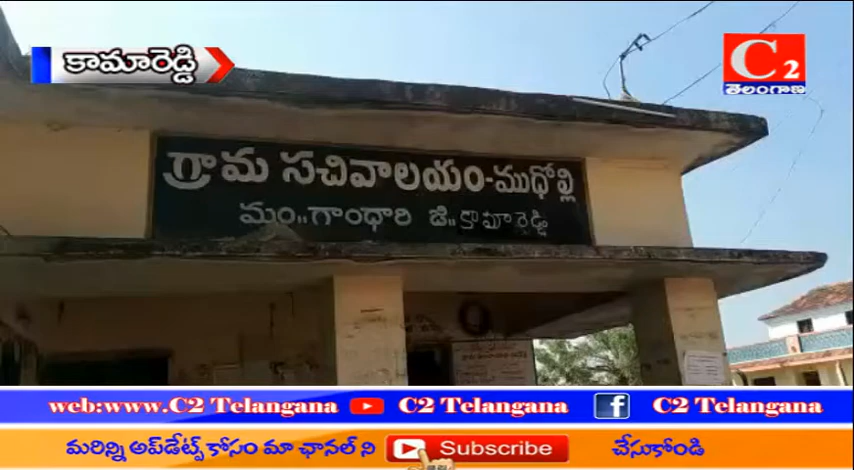 కామారెడ్డి
C2
తెలంగాణ
గ్రామ సచివాలయం-ముధోల్లి
మం॥గాంధారి జి॥కామారెడ్డి
web:www.C2 Telangana C2 Telangana f C2 Telangana
మరిన్ని అప్‌డేట్స్ కోసం మా ఛానల్ ని Subscribe చేసుకోండి